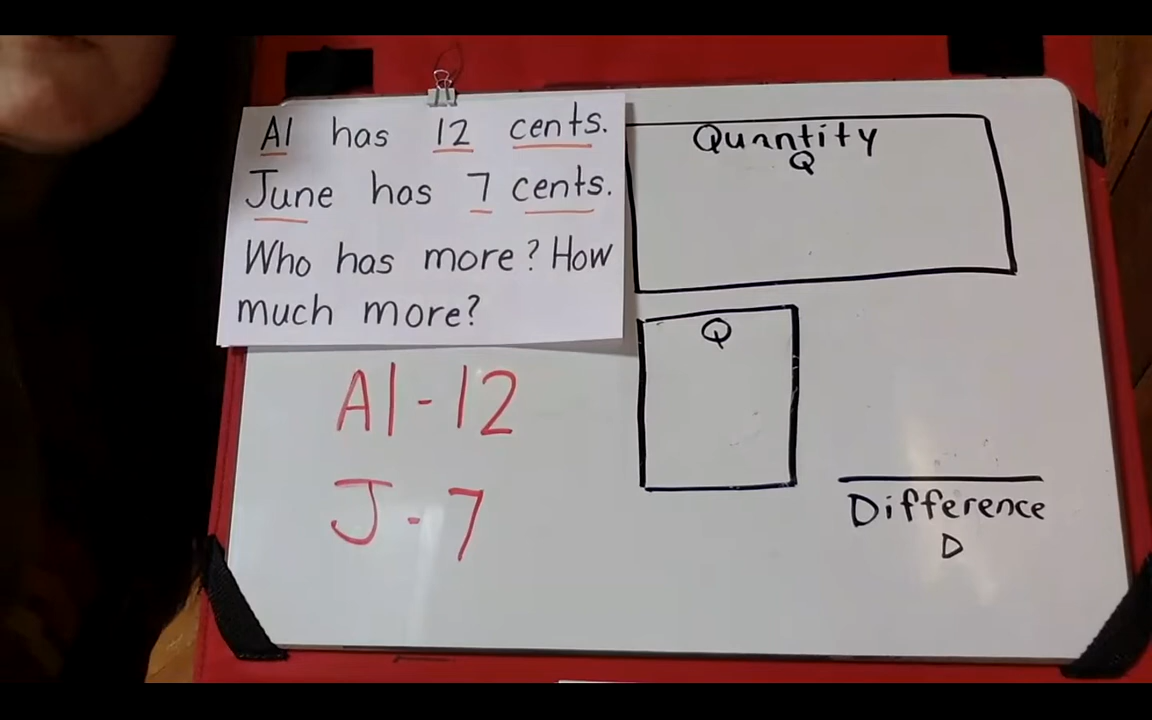 Al has 12 cents.
June has 7 cents.
Who has more? How
much more?
Al - 12
J - 7
Quantity
Q
Q
Difference
D